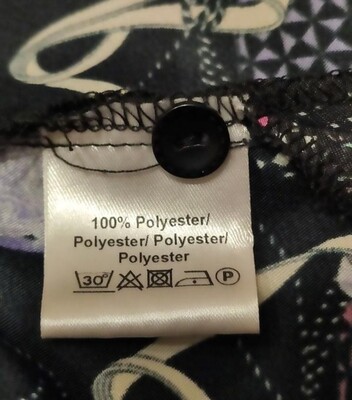 100% Polyester/
Polyester/ Polyester/
Polyester
30° P